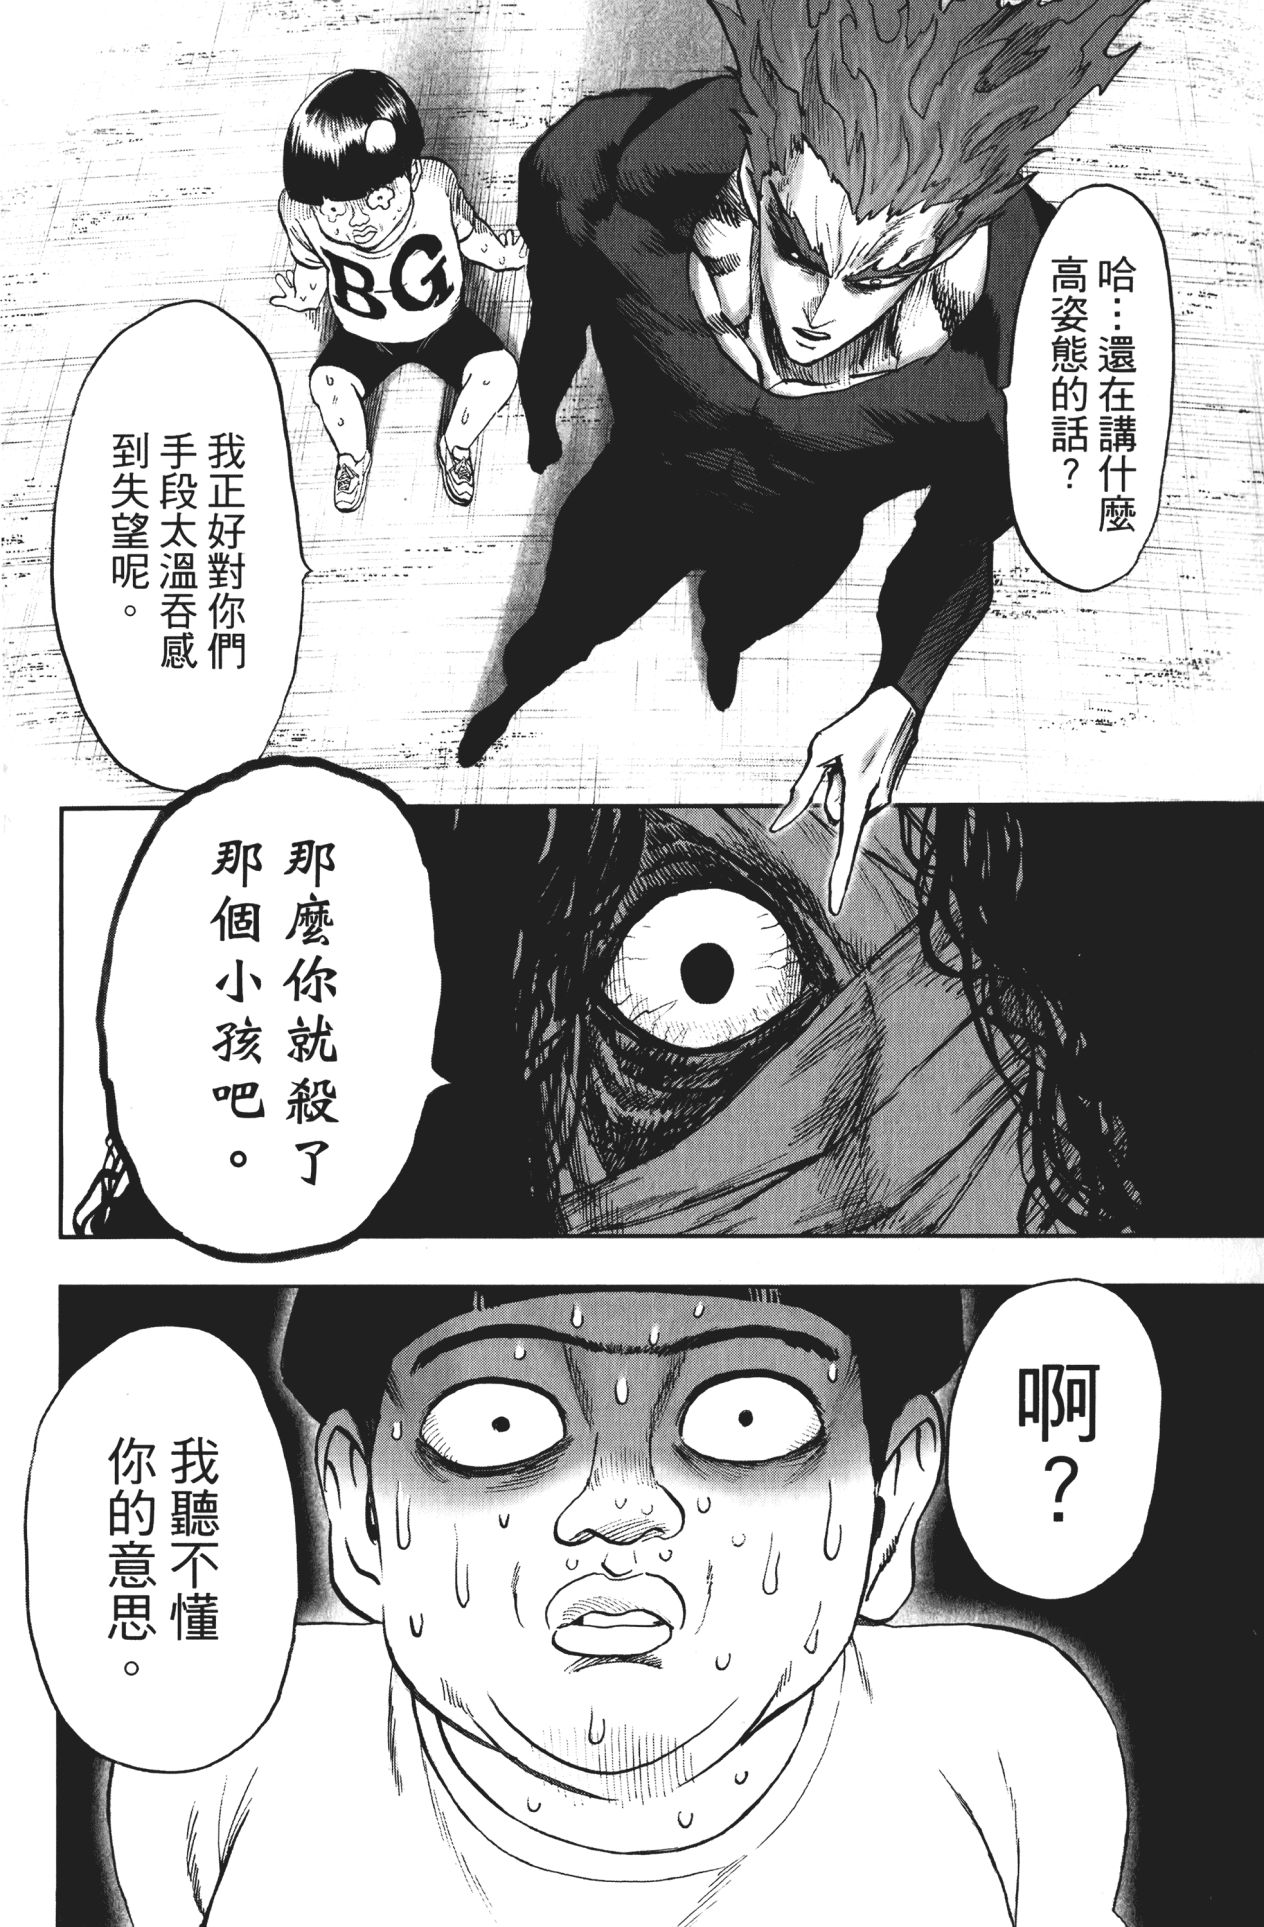 哈…還在講什麼
高姿態的話？
BG
我正好對你們
手段太溫吞感
到失望呢。
那麼你就殺了
那個小孩吧。
啊？
我聽不懂
你的意思。